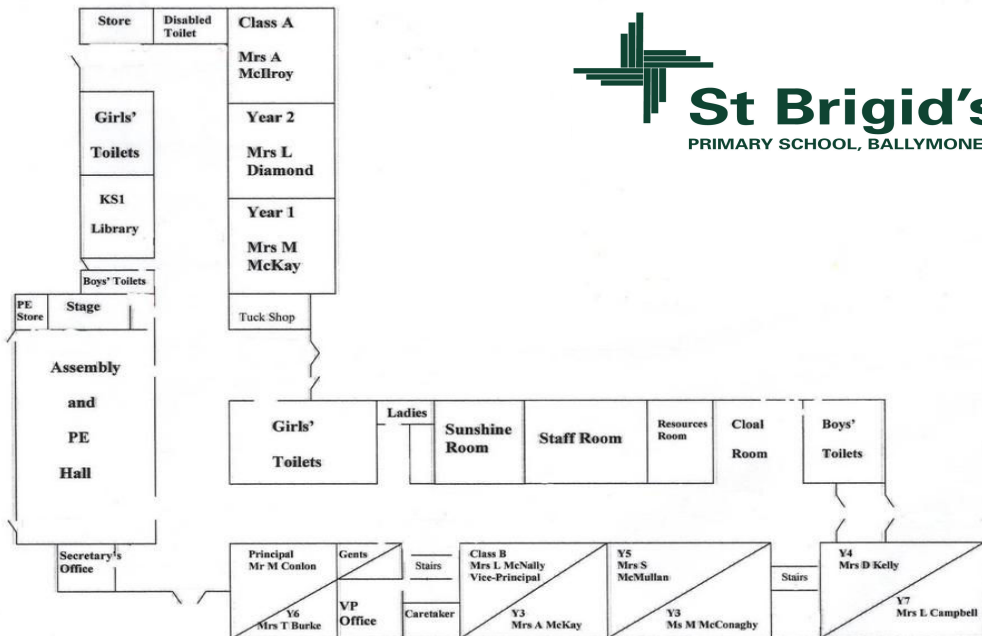 Store
Disabled
Toilet
Class A
Mrs A
McIlroy
St Brigid's
PRIMARY SCHOOL, BALLYMONE
Girls'
Toilets
Year 2
Mrs L
Diamond
KS1
Library
Year 1
Mrs M
McKay
Boys' Toilets
PE
Store
Stage
Tuck Shop
Assembly
and
PE
Hall
Girls'
Toilets
Ladies
Sunshine
Room
Staff Room
Resources
Room
Cloal
Room
Boys'
Toilets
Secretary's
Office
Principal
Mr M Conlon
Y6
Mrs T Burke
Gents
VP
Office
Stairs
Caretaker
Class B
Mrs L McNally
Vice-Principal
Y3
Mrs A McKay
Y5
Mrs S
McMullan
Y3
Ms M McConaghy
Stairs
Y4
Mrs D Kelly
Y7
Mrs E Campbell